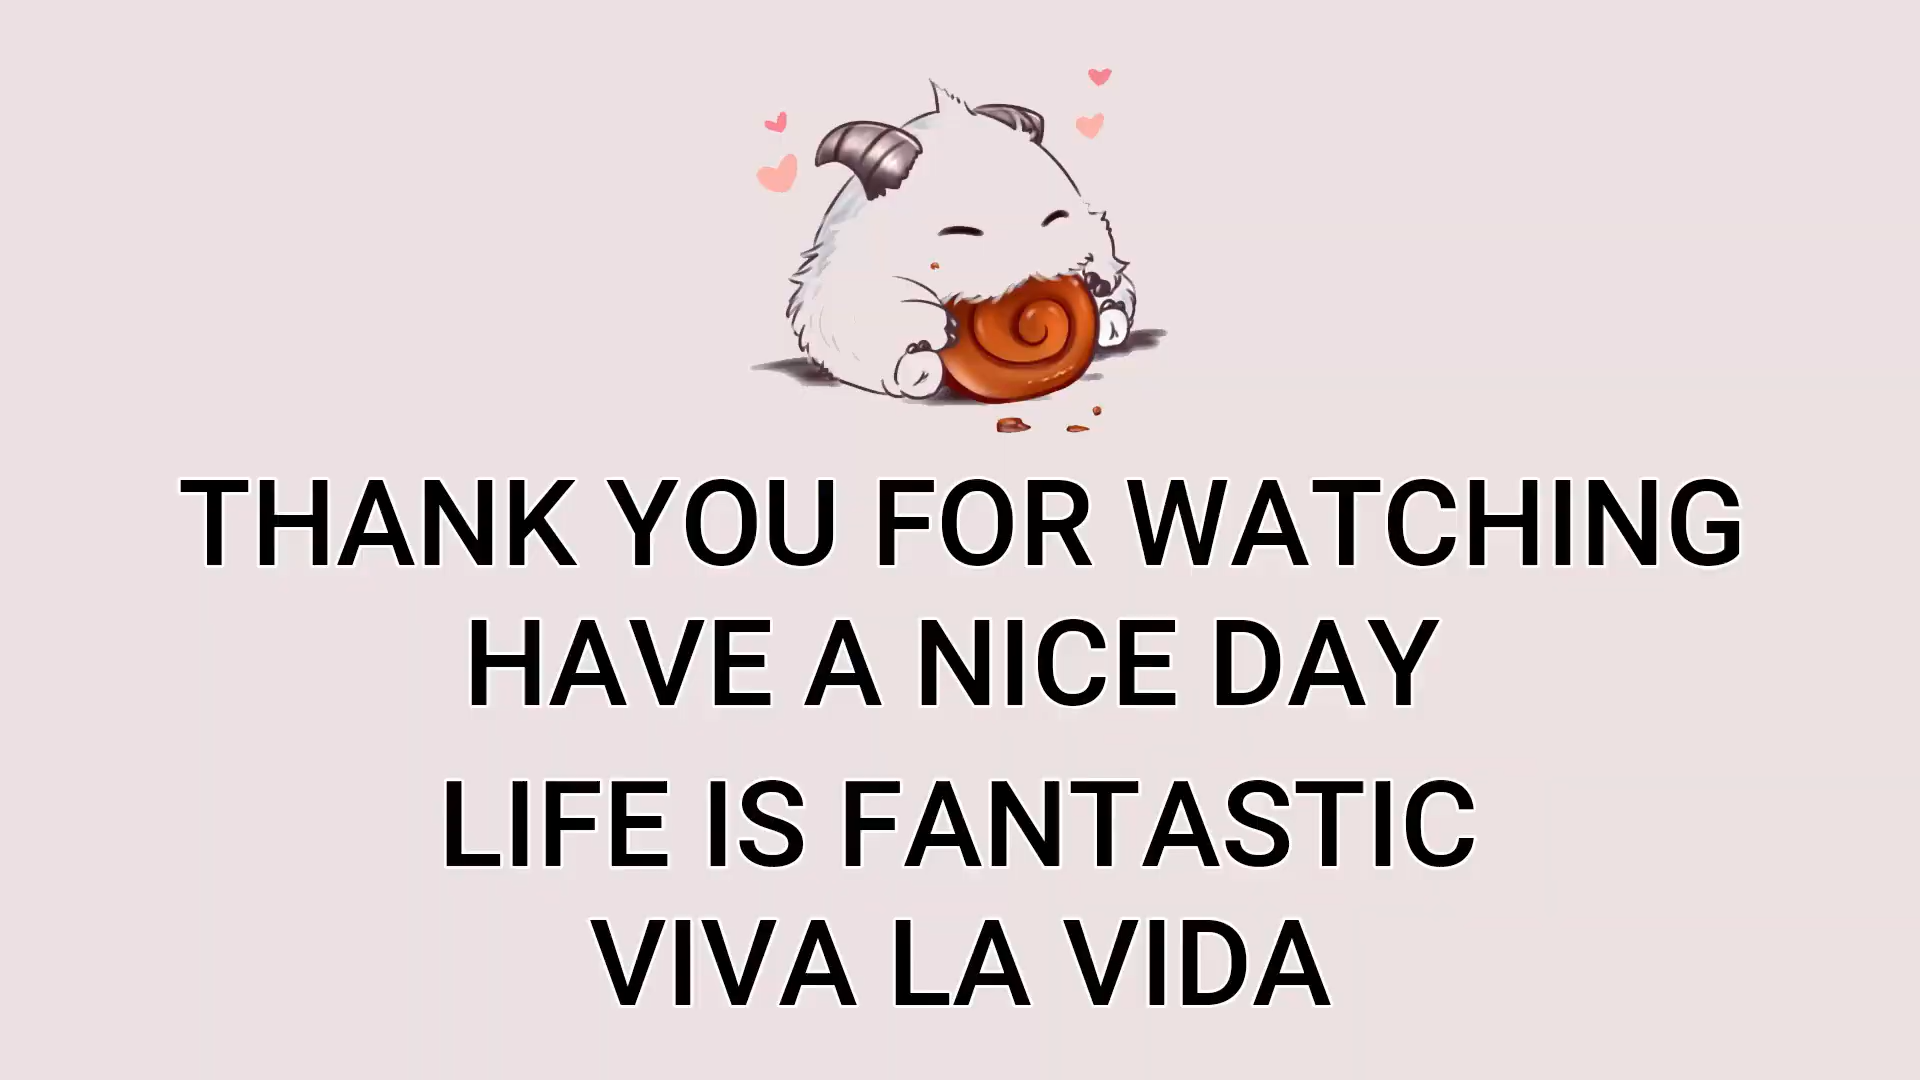 THANK YOU FOR WATCHING
HAVE A NICE DAY
LIFE IS FANTASTIC
VIVA LA VIDA